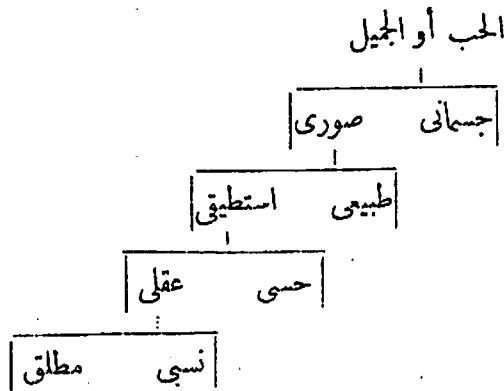 الحب أو الجميل
جسمانى صورى
طبيعى استطيقى
حسى عقلى
نسبى مطلق